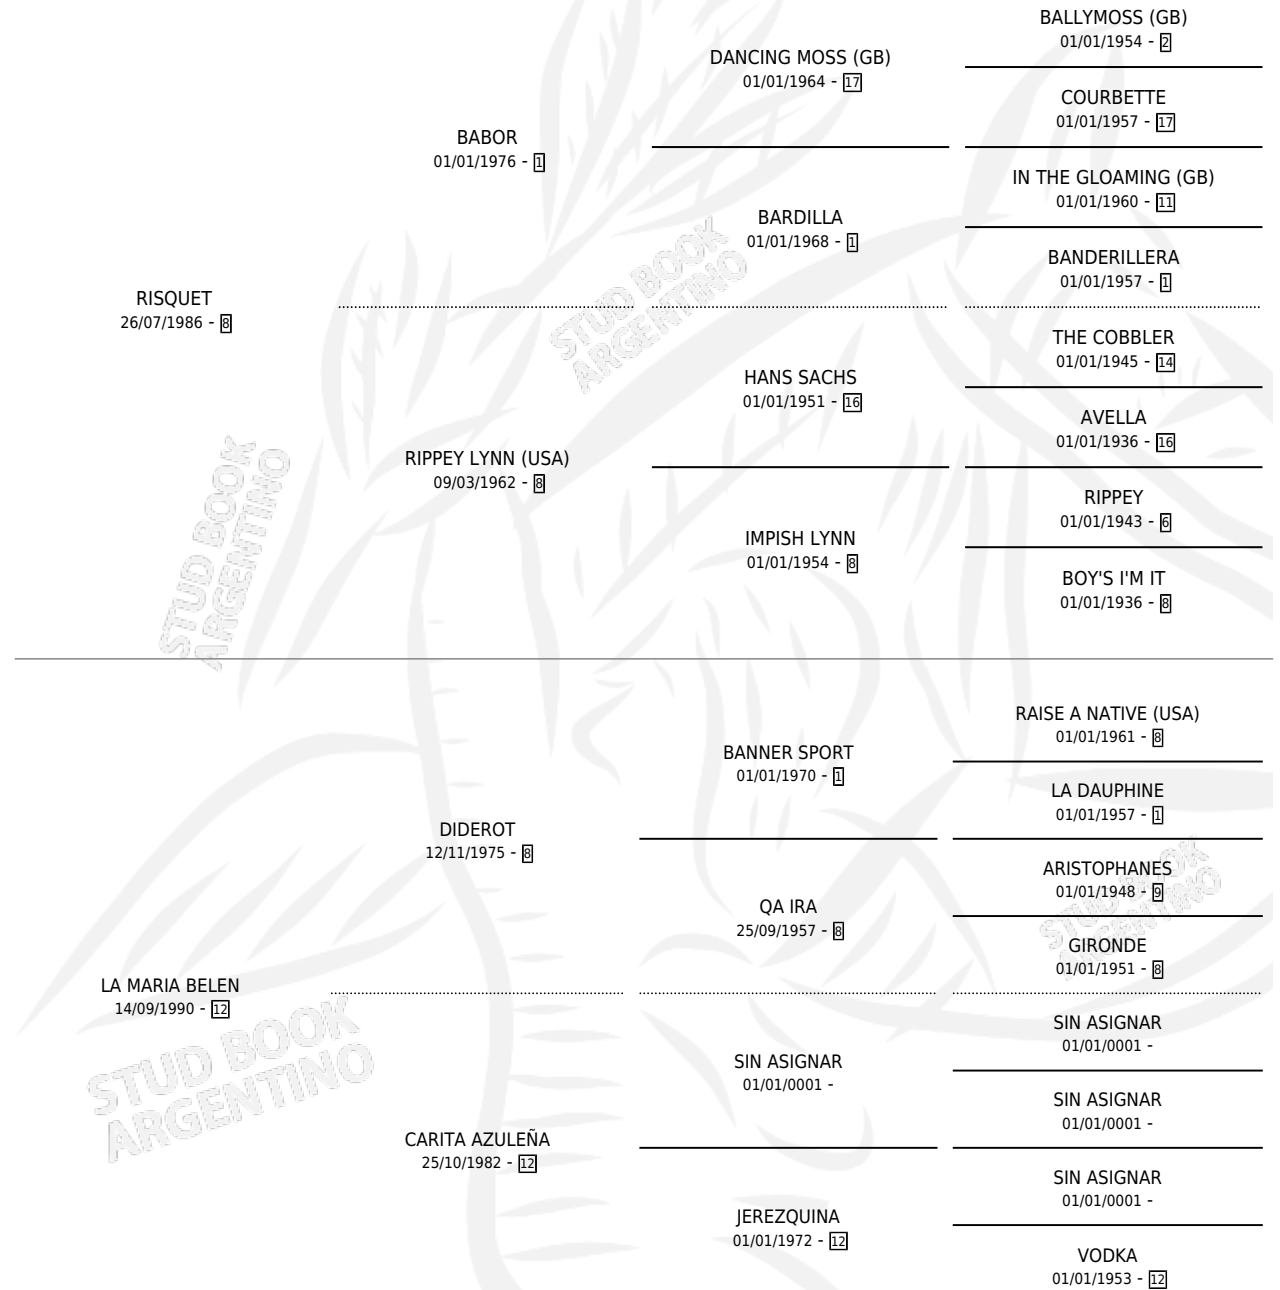 BALLYMOSS (GB)
01/01/1954 - 2
DANCING MOSS (GB)
01/01/1964 - 17
COURBETTE
01/01/1957 - 17
BABOR
01/01/1976 - 1
IN THE GLOAMING (GB)
01/01/1960 - 11
BARDILLA
01/01/1968 - 1
BANDERILLERA
01/01/1957 - 1
RISQUET
26/07/1986 - 8
THE COBBLER
01/01/1945 - 14
HANS SACHS
01/01/1951 - 16
AVELLA
01/01/1936 - 16
RIPPEY LYNN (USA)
09/03/1962 - 8
RIPPEY
01/01/1943 - 6
IMPISH LYNN
01/01/1954 - 8
BOY'S I'M IT
01/01/1936 - 8
STUD BOOK
ARGENTINO
STUD BOOK
ARGENTINO
RAISE A NATIVE (USA)
01/01/1961 - 8
BANNER SPORT
01/01/1970 - 1
LA DAUPHINE
01/01/1957 - 1
DIDEROT
12/11/1975 - 8
ARISTOPHANES
01/01/1948 - 9
QA IRA
25/09/1957 - 8
GIRONDE
01/01/1951 - 8
LA MARIA BELEN
14/09/1990 - 12
SIN ASIGNAR
01/01/0001 -
SIN ASIGNAR
01/01/0001 -
SIN ASIGNAR
01/01/0001 -
CARITA AZULEÑA
25/10/1982 - 12
SIN ASIGNAR
01/01/0001 -
JEREZQUINA
01/01/1972 - 12
VODKA
01/01/1953 - 12
STUD BOOK
ARGENTINO
STUD BOOK
ARGENTINO